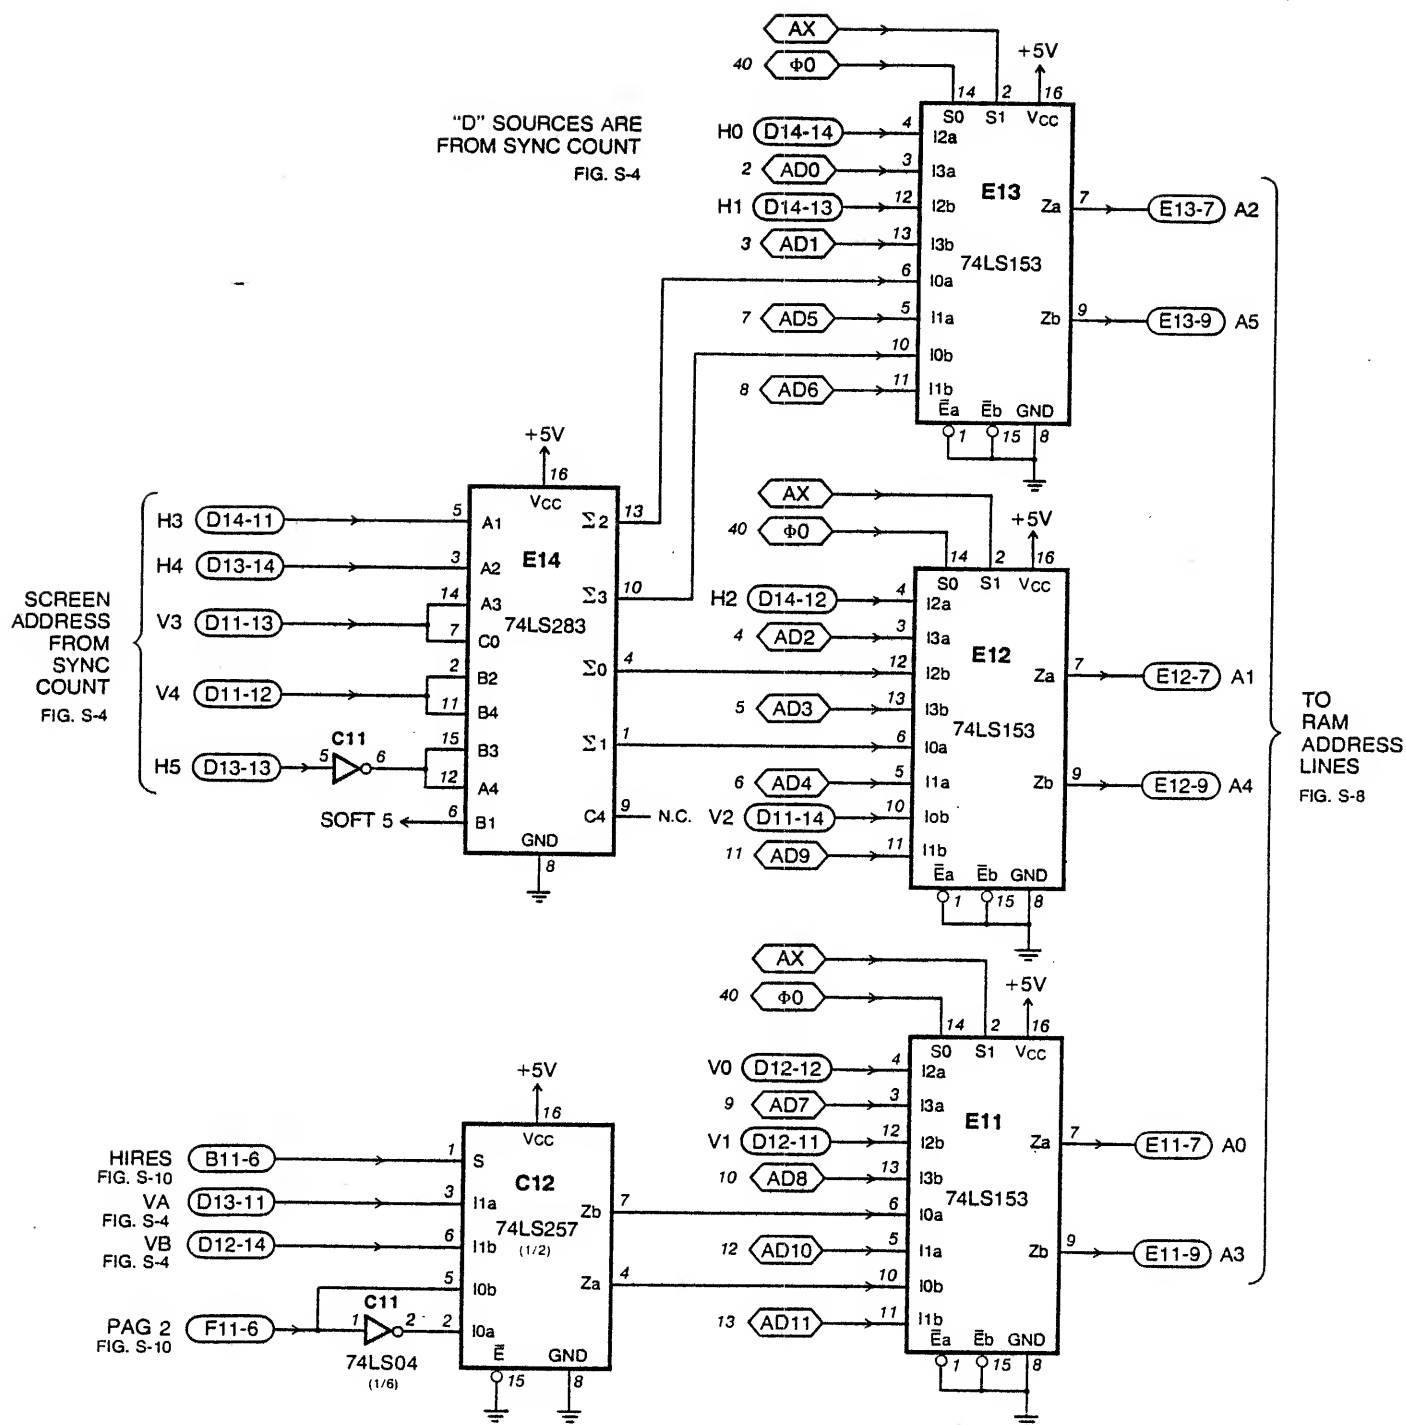 AX
40 Φ0
+5V
14 2 16
S0 S1 VCC
"D" SOURCES ARE
FROM SYNC COUNT
FIG. S-4
H0 D14-14 4 I2a
2 AD0 3 I3a
H1 D14-13 12 I2b
3 AD1 13 I3b
6 I0a
7 AD5 5 I1a
10 I0b
8 AD6 11 I1b
E13
74LS153
Za 7 E13-7 A2
Zb 9 E13-9 A5
E̅a E̅b GND
1 15 8
+5V
16
VCC
SCREEN
ADDRESS
FROM
SYNC
COUNT
FIG. S-4
H3 D14-11 5 A1
H4 D13-14 3 A2
14 A3
V3 D11-13 7 C0
2 B2
V4 D11-12 11 B4
C11
15 B3
H5 D13-13 5 6 12 A4
SOFT 5 6 B1
E14
74LS283
Σ2 13
Σ3 10
Σ0 4
Σ1 1
C4 9 N.C.
GND
8
AX
40 Φ0
+5V
14 2 16
S0 S1 VCC
H2 D14-12 4 I2a
4 AD2 3 I3a
12 I2b
5 AD3 13 I3b
6 I0a
6 AD4 5 I1a
V2 D11-14 10 Iob
11 AD9 11 I1b
E12
74LS153
Za 7 E12-7 A1
Zb 9 E12-9 A4
E̅a E̅b GND
1 15 8
TO
RAM
ADDRESS
LINES
FIG. S-8
AX
40 Φ0
+5V
14 2 16
S0 S1 VCC
V0 D12-12 4 I2a
9 AD7 3 I3a
V1 D12-11 12 I2b
10 AD8 13 I3b
6 I0a
12 AD10 5 I1a
10 I0b
13 AD11 11 I1b
E11
74LS153
Za 7 E11-7 A0
Zb 9 E11-9 A3
E̅a E̅b GND
1 15 8
+5V
16
VCC
HIRES B11-6 1 S
FIG. S-10
VA D13-11 3 I1a
FIG. S-4
VB D12-14 6 I1b
FIG. S-4
5 I0b
C11
PAG 2 F11-6 1 2 2 I0a
FIG. S-10
74LS04
(1/6)
C12
74LS257
(1/2)
Zb 7
Za 4
E̅ GND
15 8